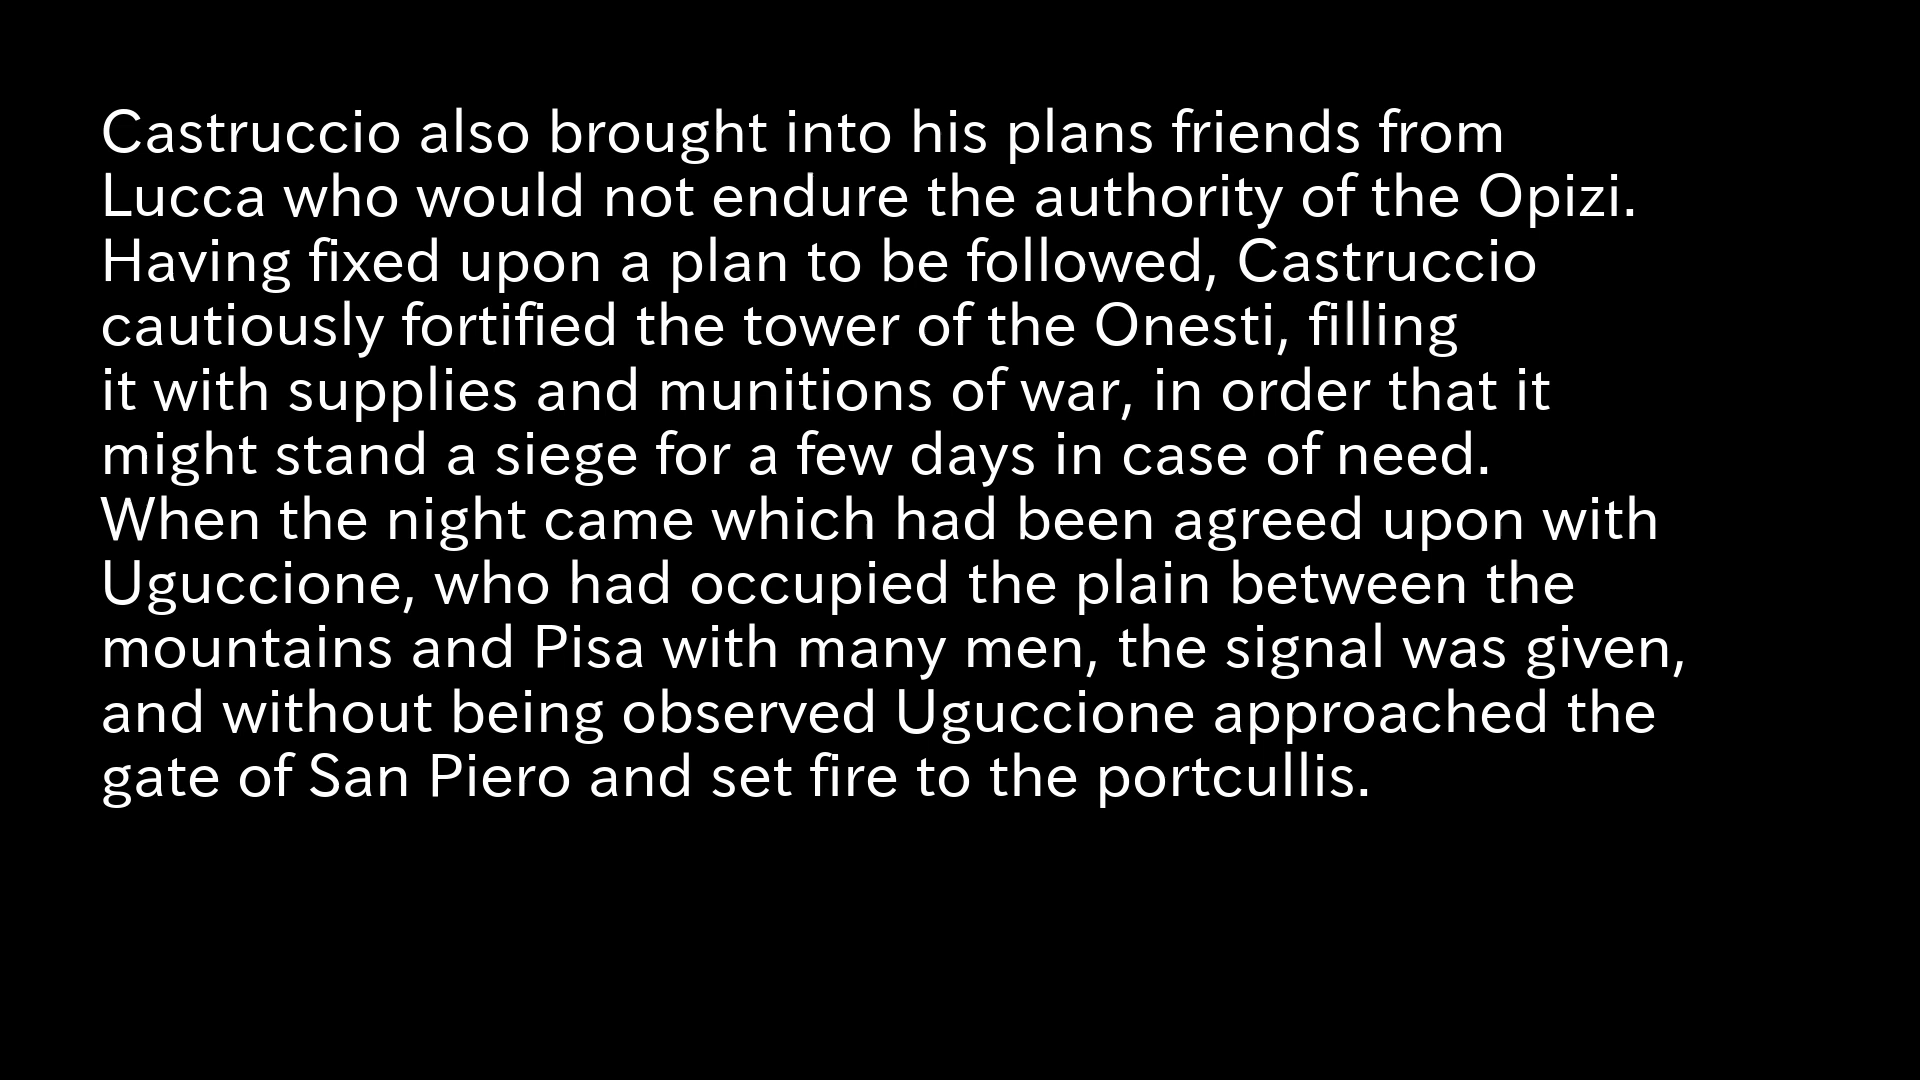 Castruccio also brought into his plans friends from
Lucca who would not endure the authority of the Opizi.
Having fixed upon a plan to be followed, Castruccio
cautiously fortified the tower of the Onesti, filling
it with supplies and munitions of war, in order that it
might stand a siege for a few days in case of need.
When the night came which had been agreed upon with
Uguccione, who had occupied the plain between the
mountains and Pisa with many men, the signal was given,
and without being observed Uguccione approached the
gate of San Piero and set fire to the portcullis.